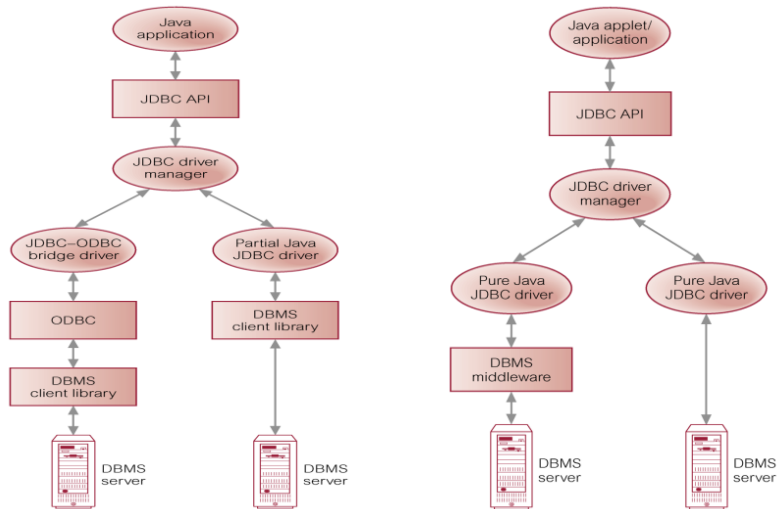 Java
application
JDBC API
JDBC driver
manager
JDBC–ODBC
bridge driver
Partial Java
JDBC driver
ODBC
DBMS
client library
DBMS
client library
DBMS
server
DBMS
server
Java applet/
application
JDBC API
JDBC driver
manager
Pure Java
JDBC driver
Pure Java
JDBC driver
DBMS
middleware
DBMS
server
DBMS
server